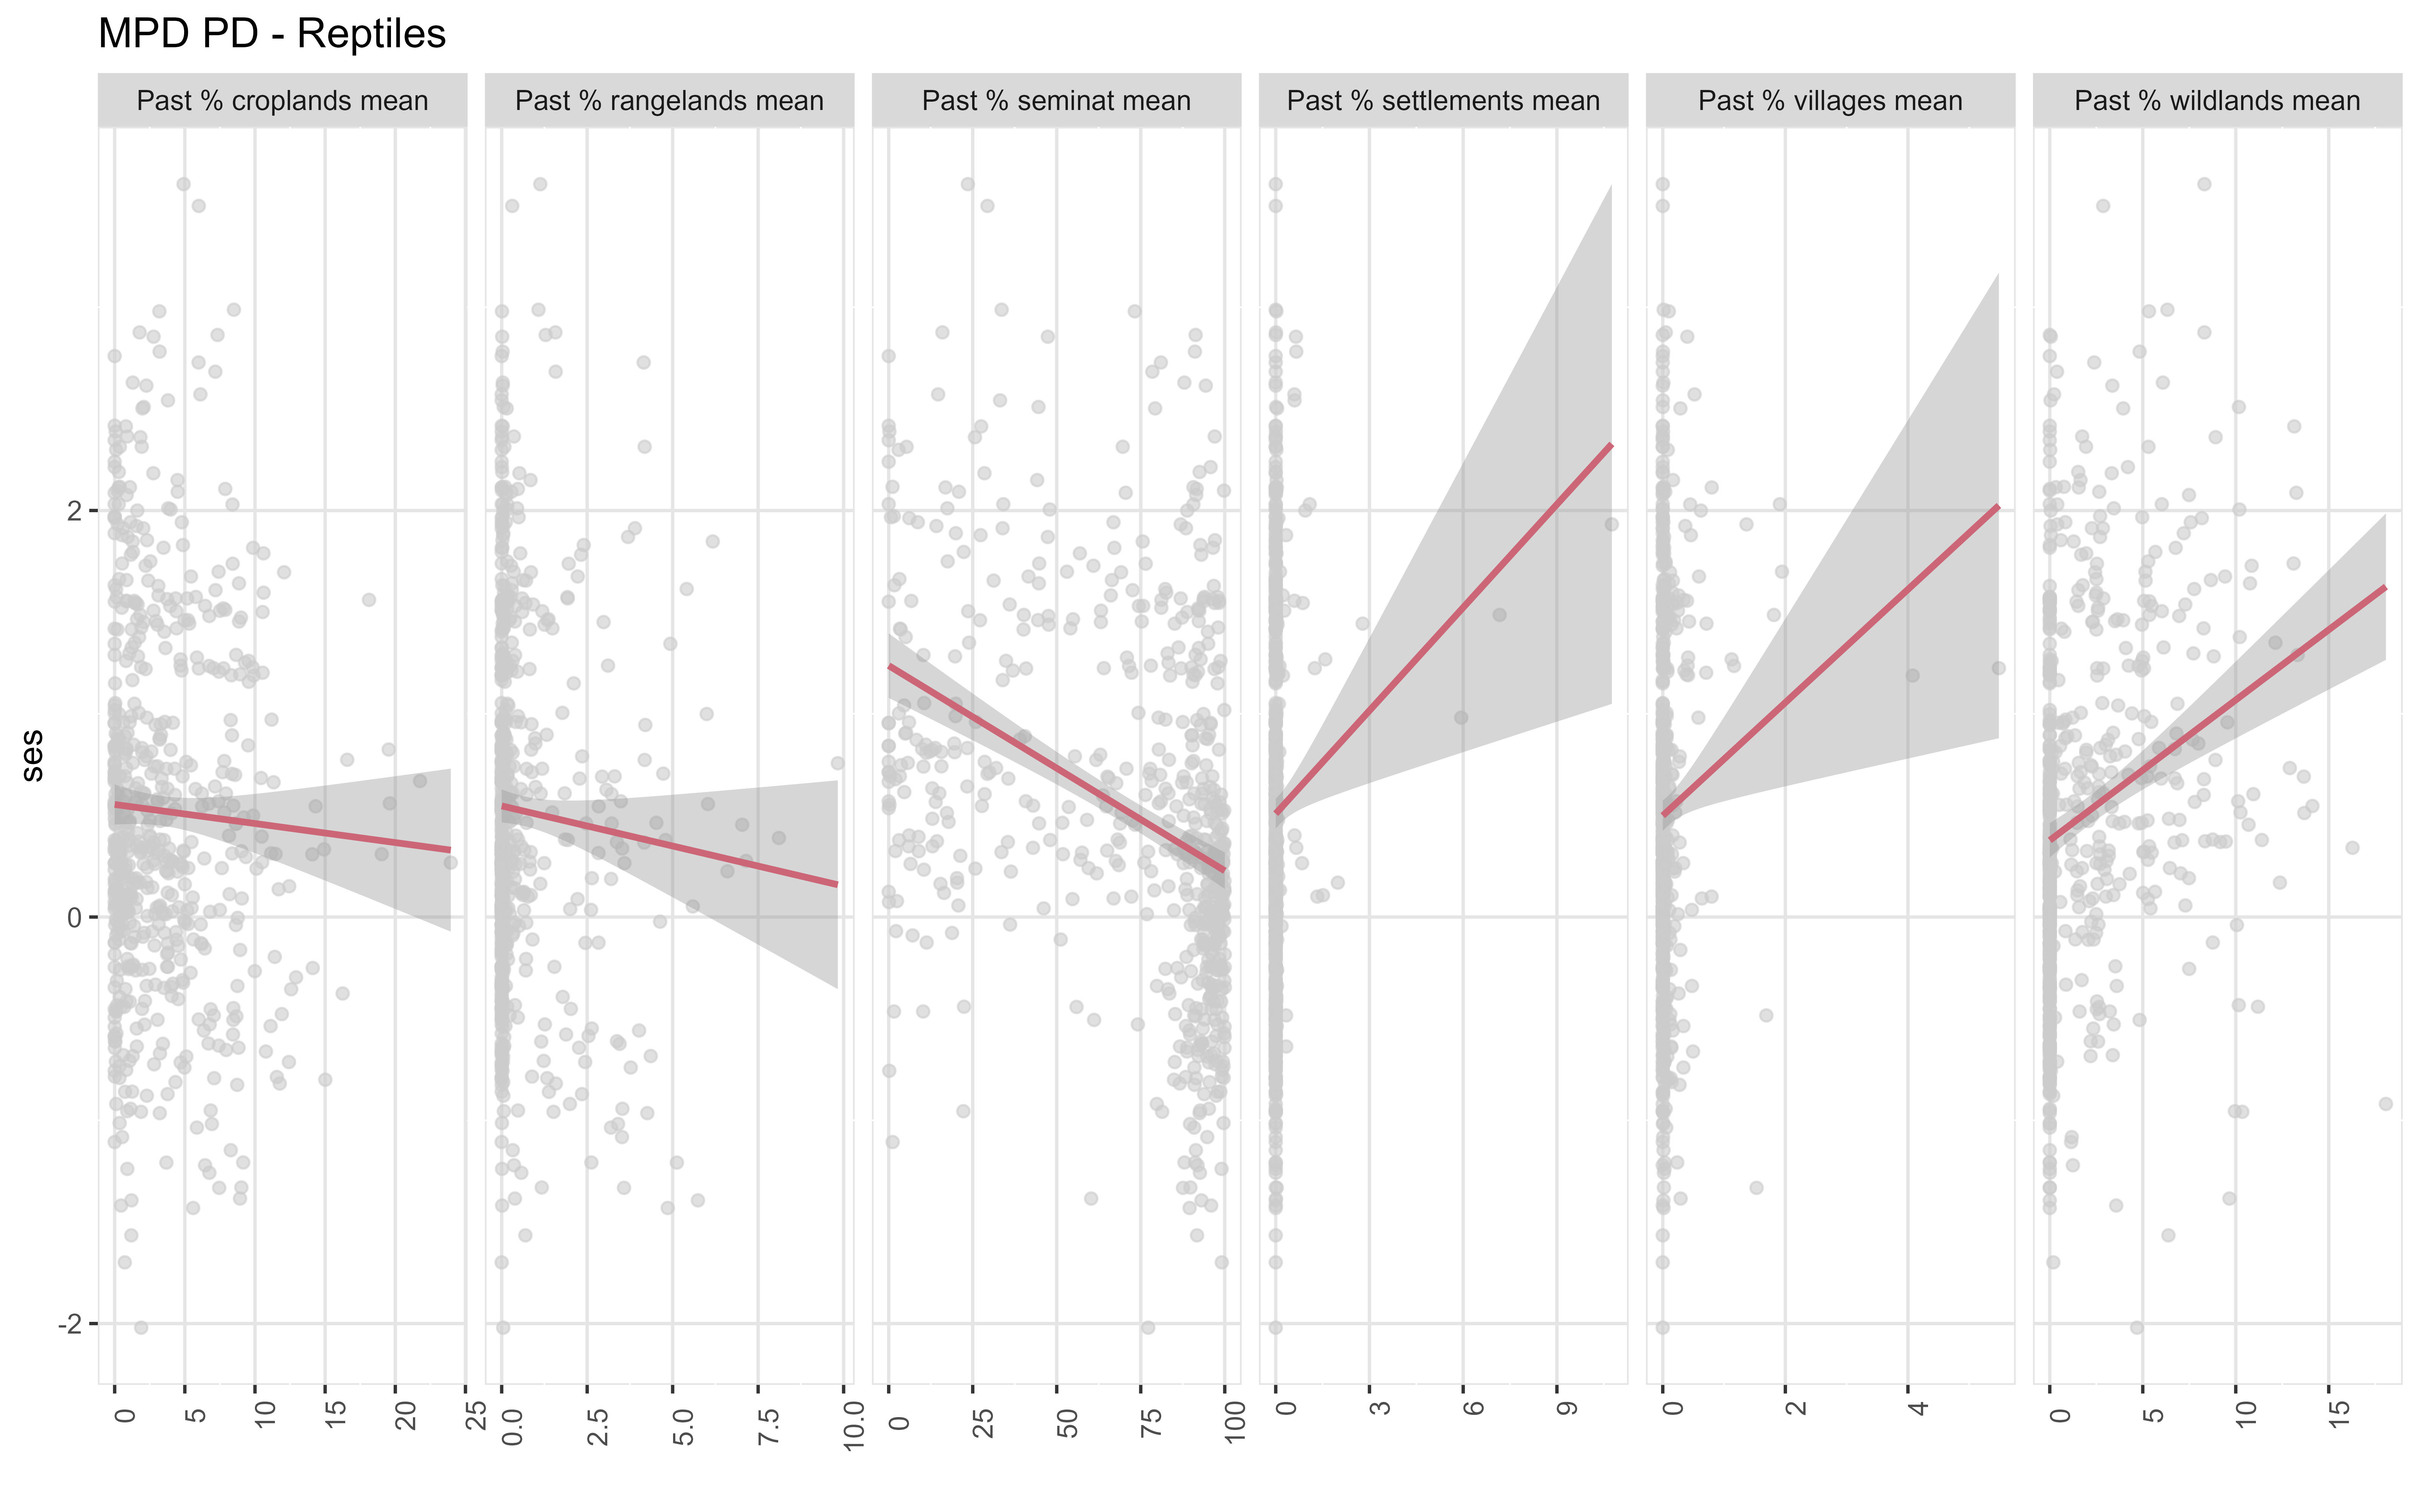 MPD PD - Reptiles
Past % croplands mean
Past % rangelands mean
Past % seminat mean
Past % settlements mean
Past % villages mean
Past % wildlands mean
ses
2
0
-2
0 5 10 15 20 25
0.0 2.5 5.0 7.5 10.0
0 25 50 75 100
0 3 6 9
0 2 4
0 5 10 15